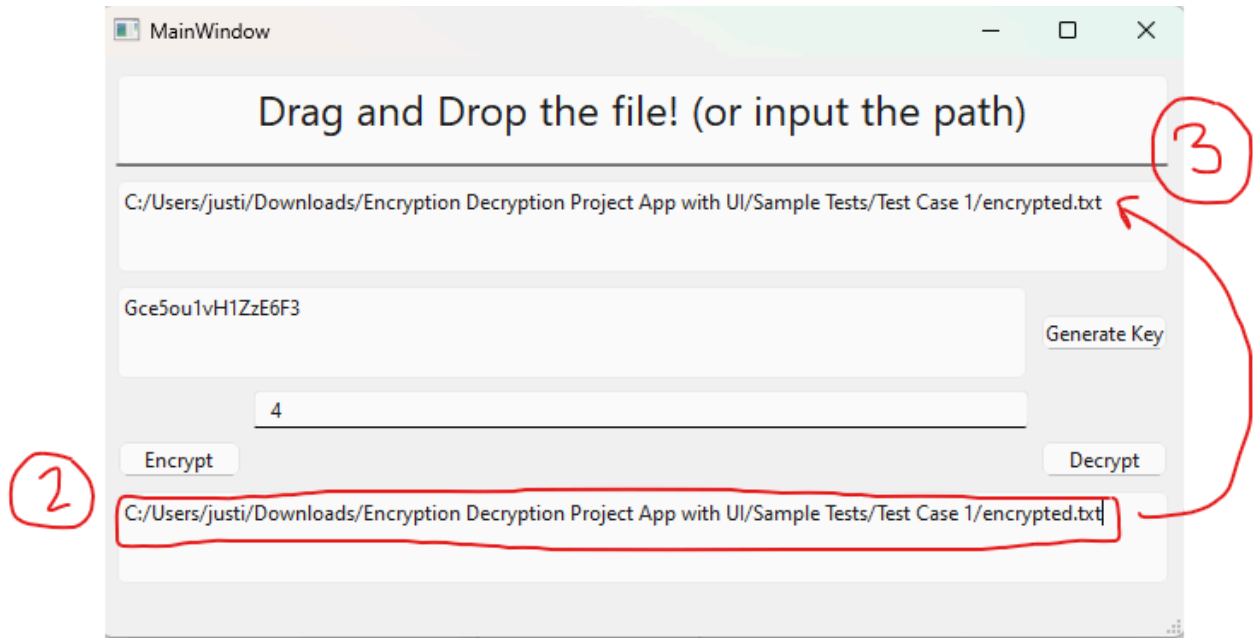 MainWindow
Drag and Drop the file! (or input the path)
3
C:/Users/justi/Downloads/Encryption Decryption Project App with UI/Sample Tests/Test Case 1/encrypted.txt
Gce5ou1vH1ZzE6F3
Generate Key
4
Encrypt
Decrypt
2
C:/Users/justi/Downloads/Encryption Decryption Project App with UI/Sample Tests/Test Case 1/encrypted.txt